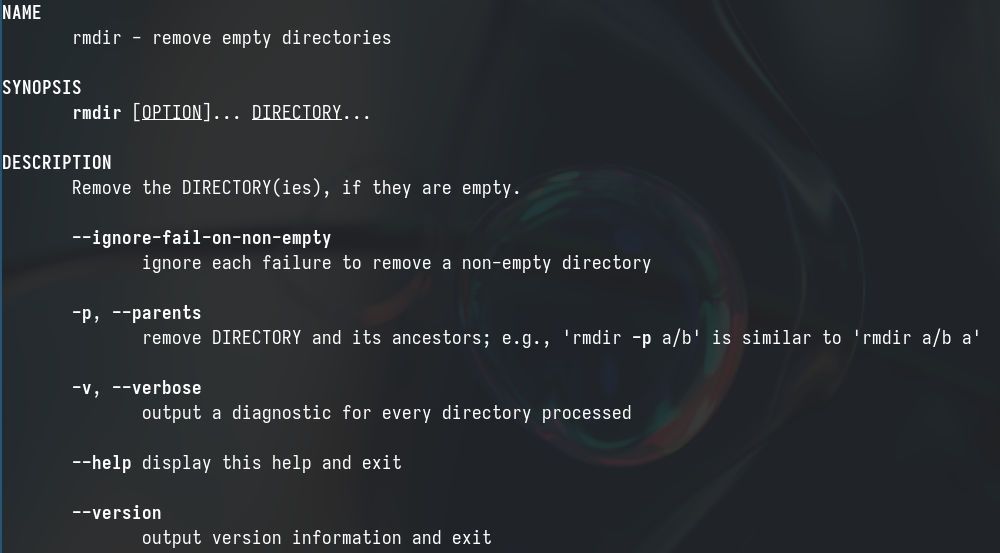 NAME
rmdir - remove empty directories
SYNOPSIS
rmdir [OPTION]... DIRECTORY...
DESCRIPTION
Remove the DIRECTORY(ies), if they are empty.
--ignore-fail-on-non-empty
ignore each failure to remove a non-empty directory
-p, --parents
remove DIRECTORY and its ancestors; e.g., 'rmdir -p a/b' is similar to 'rmdir a/b a'
-v, --verbose
output a diagnostic for every directory processed
--help display this help and exit
--version
output version information and exit